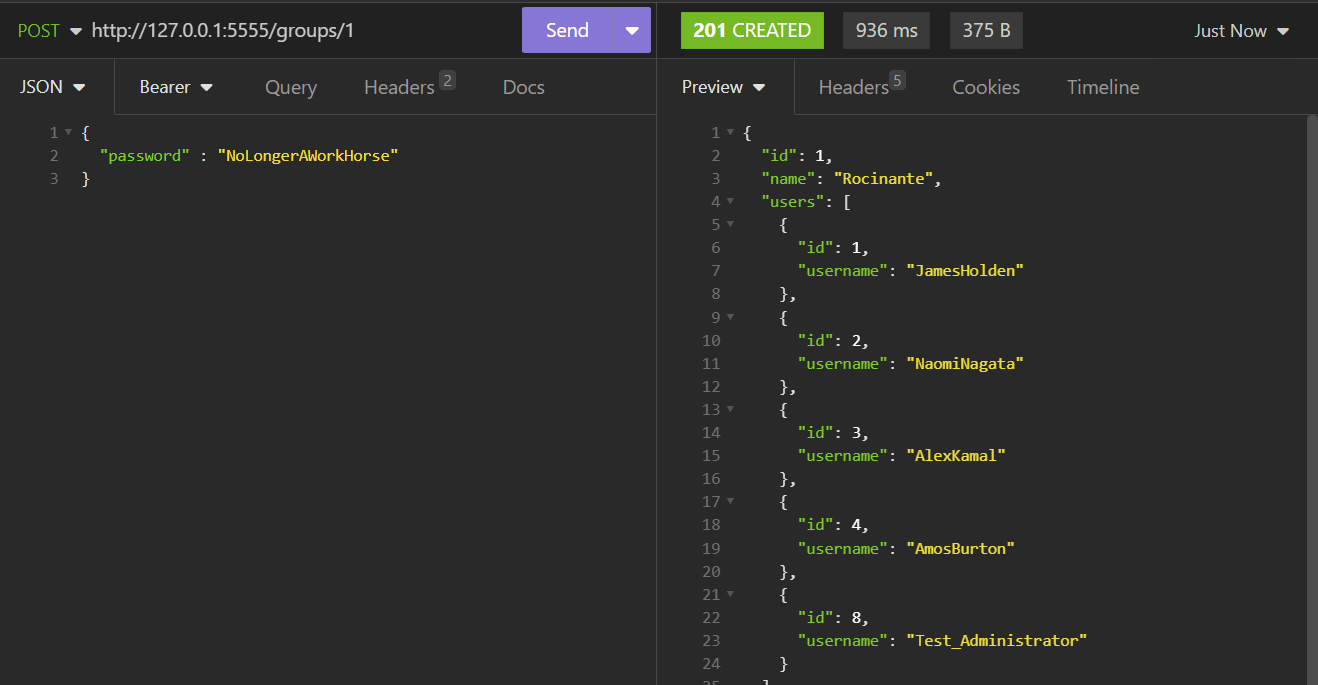 POST http://127.0.0.1:5555/groups/1 Send
JSON Bearer Query Headers 2 Docs
1 {
2 "password" : "NoLongerAWorkHorse"
3 }
201 CREATED 936 ms 375 B Just Now
Preview Headers 5 Cookies Timeline
1 {
2 "id": 1,
3 "name": "Rocinante",
4 "users": [
5 {
6 "id": 1,
7 "username": "JamesHolden"
8 },
9 {
10 "id": 2,
11 "username": "NaomiNagata"
12 },
13 {
14 "id": 3,
15 "username": "AlexKamal"
16 },
17 {
18 "id": 4,
19 "username": "AmosBurton"
20 },
21 {
22 "id": 8,
23 "username": "Test_Administrator"
24 }